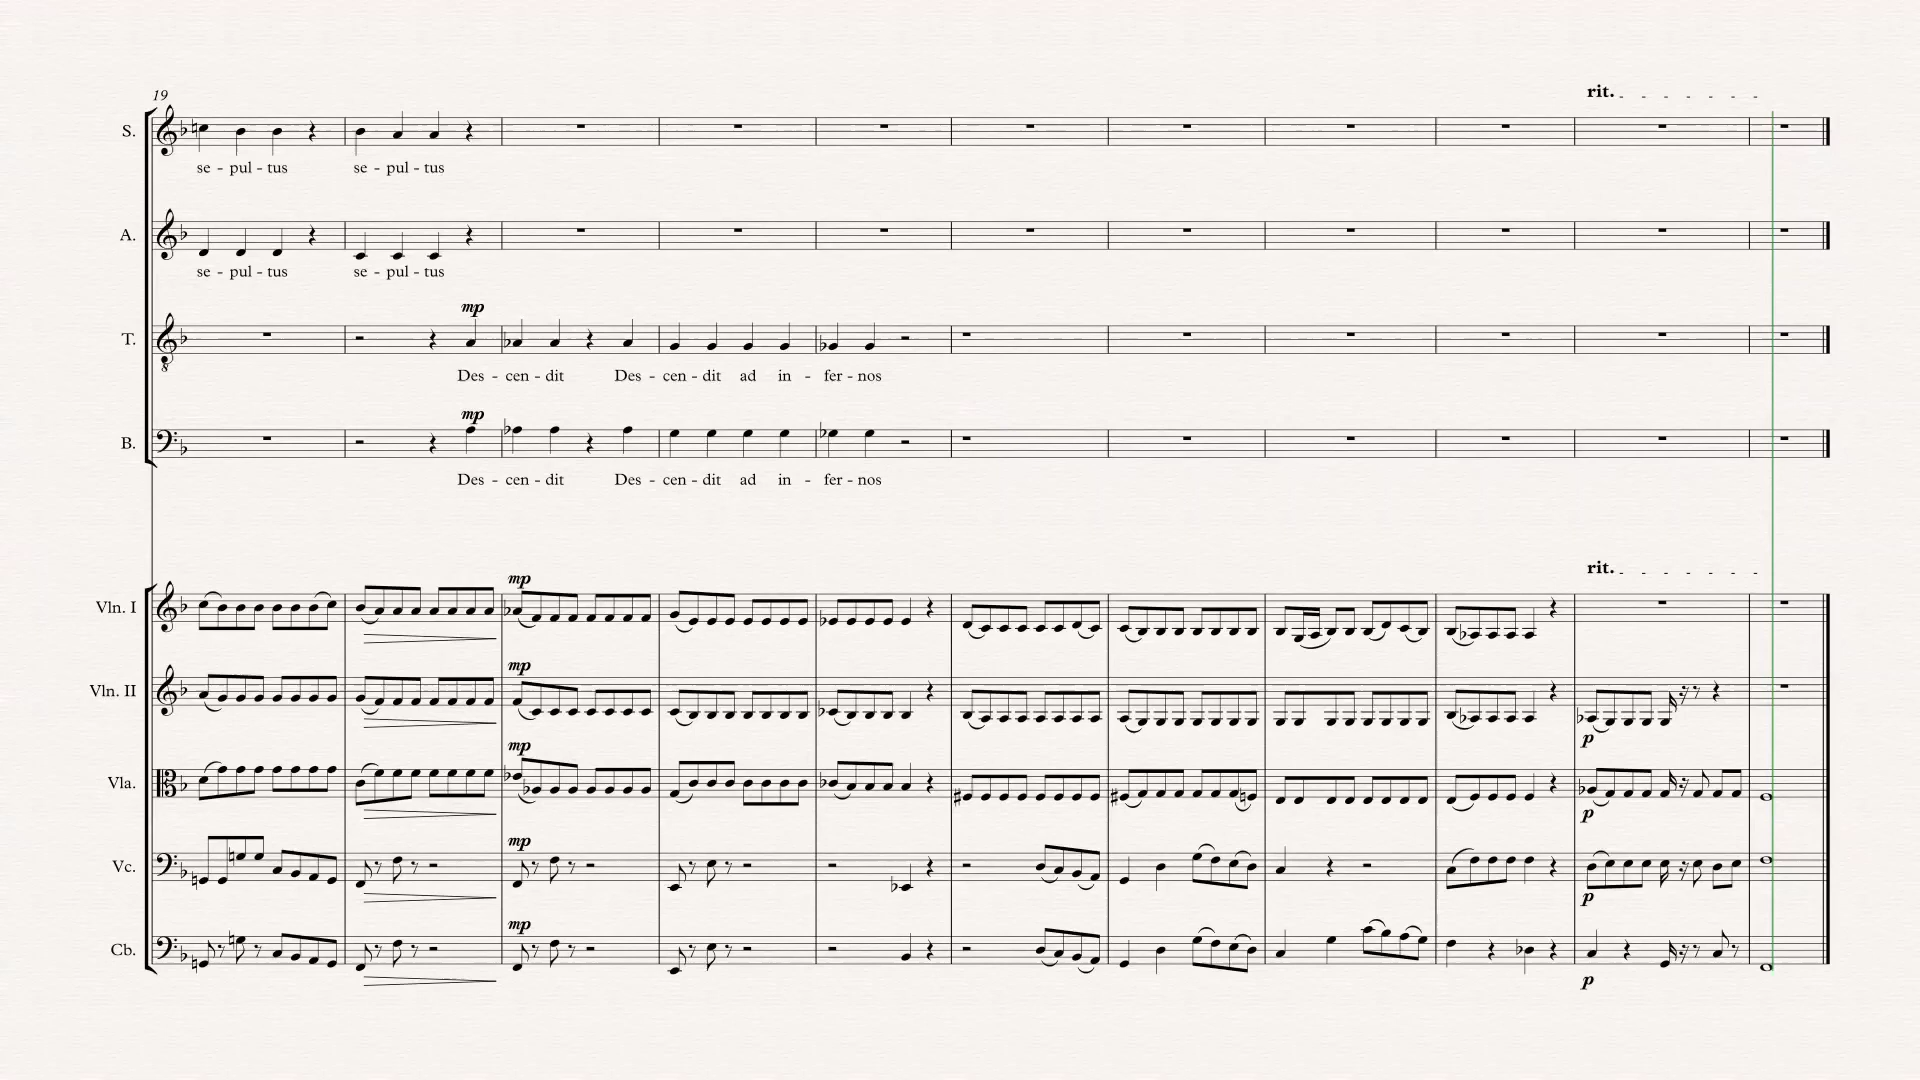 rit.
19
S.
se - pul - tus se - pul - tus
A.
se - pul - tus se - pul - tus
mp
T.
Des - cen - dit Des - cen - dit ad in - fer - nos
mp
B.
Des - cen - dit Des - cen - dit ad in - fer - nos
rit.
mp
Vln. I
mp
Vln. II
p
mp
Vla.
p
mp
Vc.
p
mp
Cb.
p